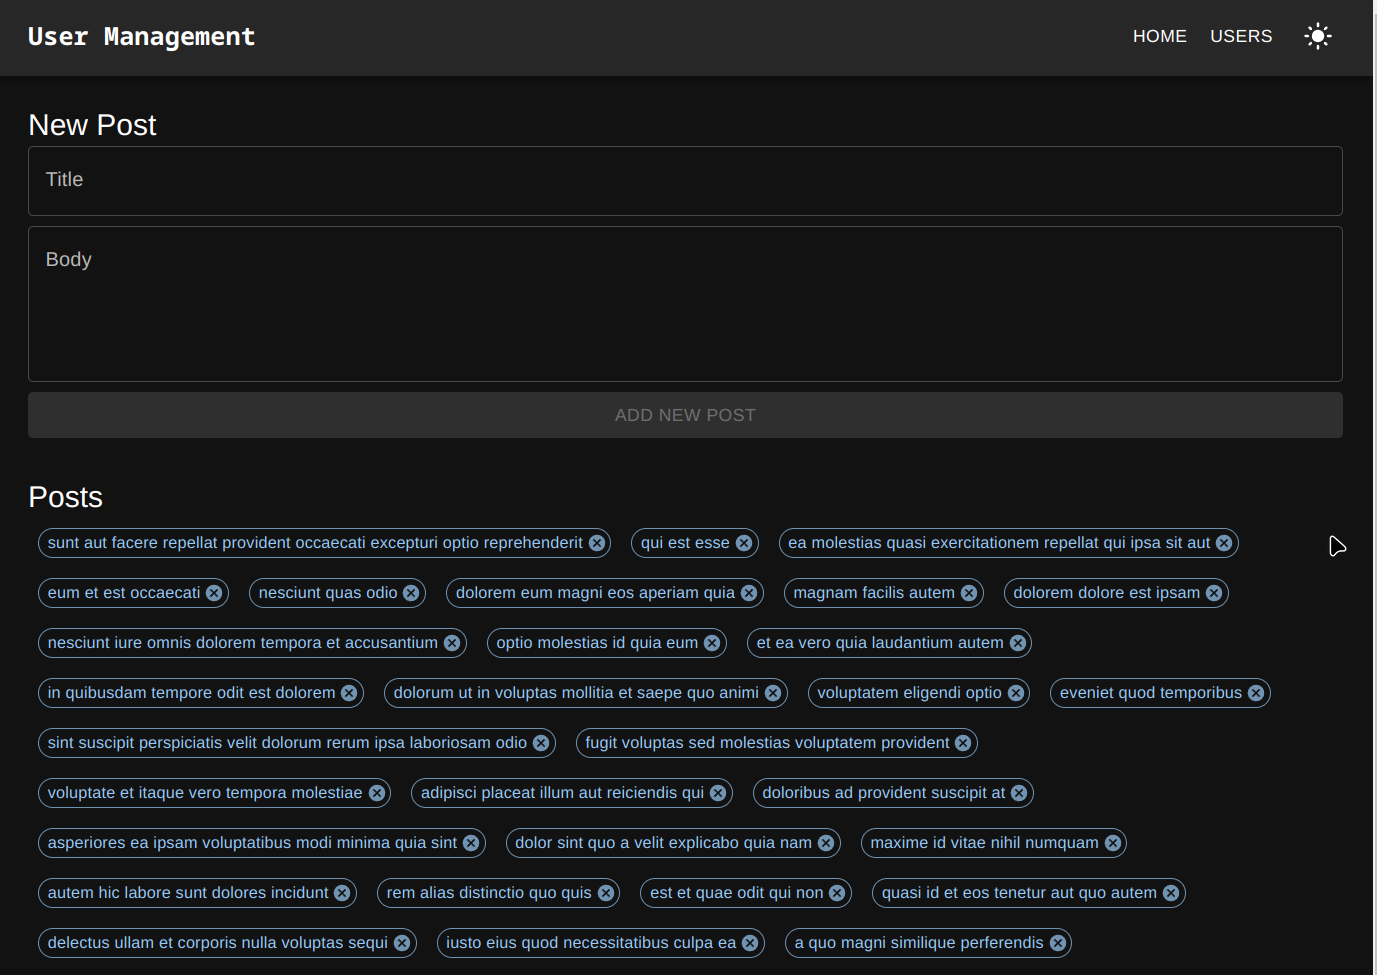 User Management HOME USERS
New Post
Title
Body
ADD NEW POST
Posts
sunt aut facere repellat provident occaecati excepturi optio reprehenderit qui est esse ea molestias quasi exercitationem repellat qui ipsa sit aut
eum et est occaecati nesciunt quas odio dolorem eum magni eos aperiam quia magnam facilis autem dolorem dolore est ipsam
nesciunt iure omnis dolorem tempora et accusantium optio molestias id quia eum et ea vero quia laudantium autem
in quibusdam tempore odit est dolorem dolorum ut in voluptas mollitia et saepe quo animi voluptatem eligendi optio eveniet quod temporibus
sint suscipit perspiciatis velit dolorum rerum ipsa laboriosam odio fugit voluptas sed molestias voluptatem provident
voluptate et itaque vero tempora molestiae adipisci placeat illum aut reiciendis qui doloribus ad provident suscipit at
asperiores ea ipsam voluptatibus modi minima quia sint dolor sint quo a velit explicabo quia nam maxime id vitae nihil numquam
autem hic labore sunt dolores incidunt rem alias distinctio quo quis est et quae odit qui non quasi id et eos tenetur aut quo autem
delectus ullam et corporis nulla voluptas sequi iusto eius quod necessitatibus culpa ea a quo magni similique perferendis